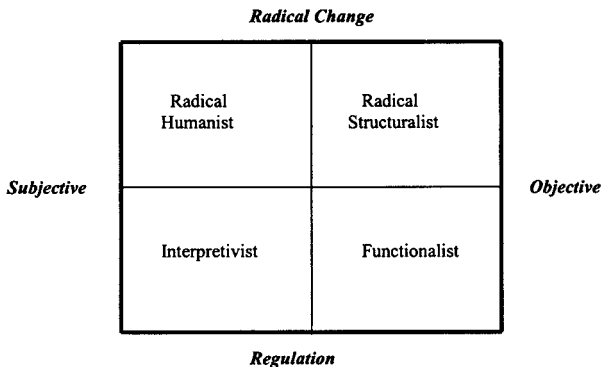 Radical Change
Radical
Humanist
Radical
Structuralist
Subjective
Objective
Interpretivist
Functionalist
Regulation